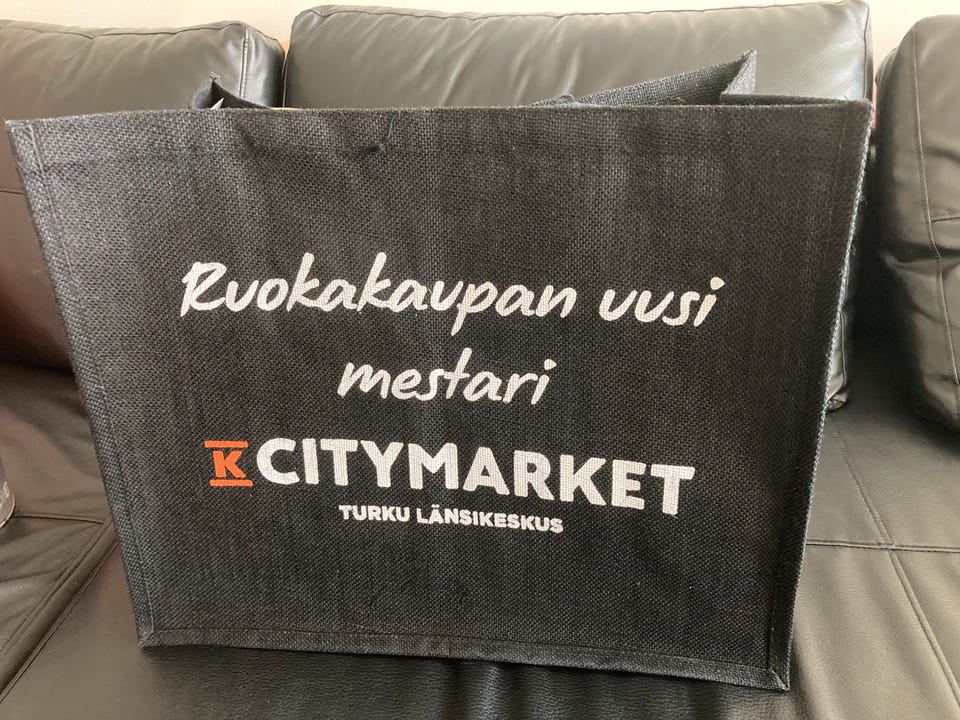 Ruokakaupan uusi
mestari
K CITYMARKET
TURKU LÄNSIKESKUS